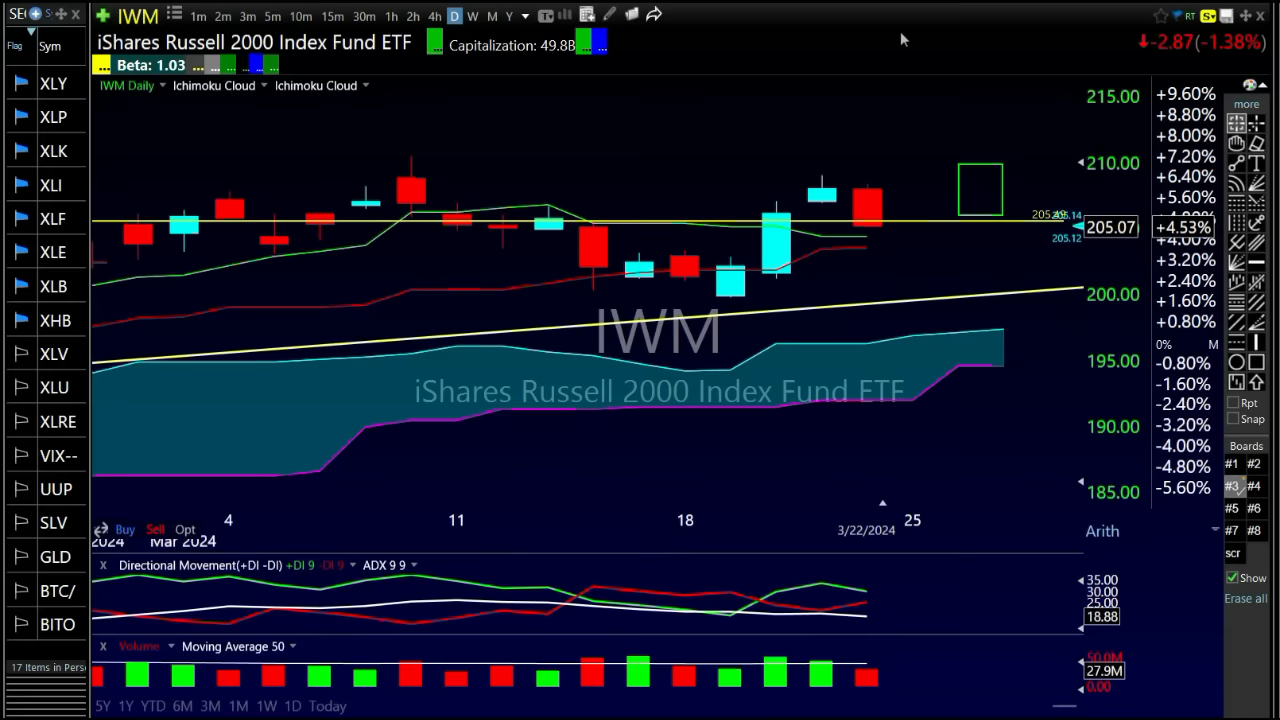 IWM 1m 2m 3m 5m 10m 15m 30m 1h 2h 4h D W M Y RT S
iShares Russell 2000 Index Fund ETF Capitalization: 49.8B -2.87(-1.38%)
Beta: 1.03
IWM Daily Ichimoku Cloud Ichimoku Cloud
Flag Sym
XLY
XLP
XLK
XLI
XLF
XLE
XLB
XHB
XLV
XLU
XLRE
VIX--
UUP
SLV
GLD
BTC/
BITO
17 Items in Pers
215.00
210.00
205.14
205.12
205.07
200.00
195.00
190.00
185.00
+9.60%
+8.80%
+8.00%
+7.20%
+6.40%
+5.60%
+4.53%
+4.00%
+3.20%
+2.40%
+1.60%
+0.80%
0% M
-0.80%
-1.60%
-2.40%
-3.20%
-4.00%
-4.80%
-5.60%
IWM
iShares Russell 2000 Index Fund ETF
4 11 18 25
3/22/2024
Buy Sell Opt
2024 Mar 2024
Arith
X Directional Movement(+DI -DI) +DI 9 -DI 9 ADX 9 9
35.00
30.00
25.00
18.88
X Volume Moving Average 50
50.0M
27.9M
0.00
5Y 1Y YTD 6M 3M 1M 1W 1D Today
more
T
Rpt
Snap
Boards
#1 #2
#3 #4
#5 #6
#7 #8
scr
Show
Erase all